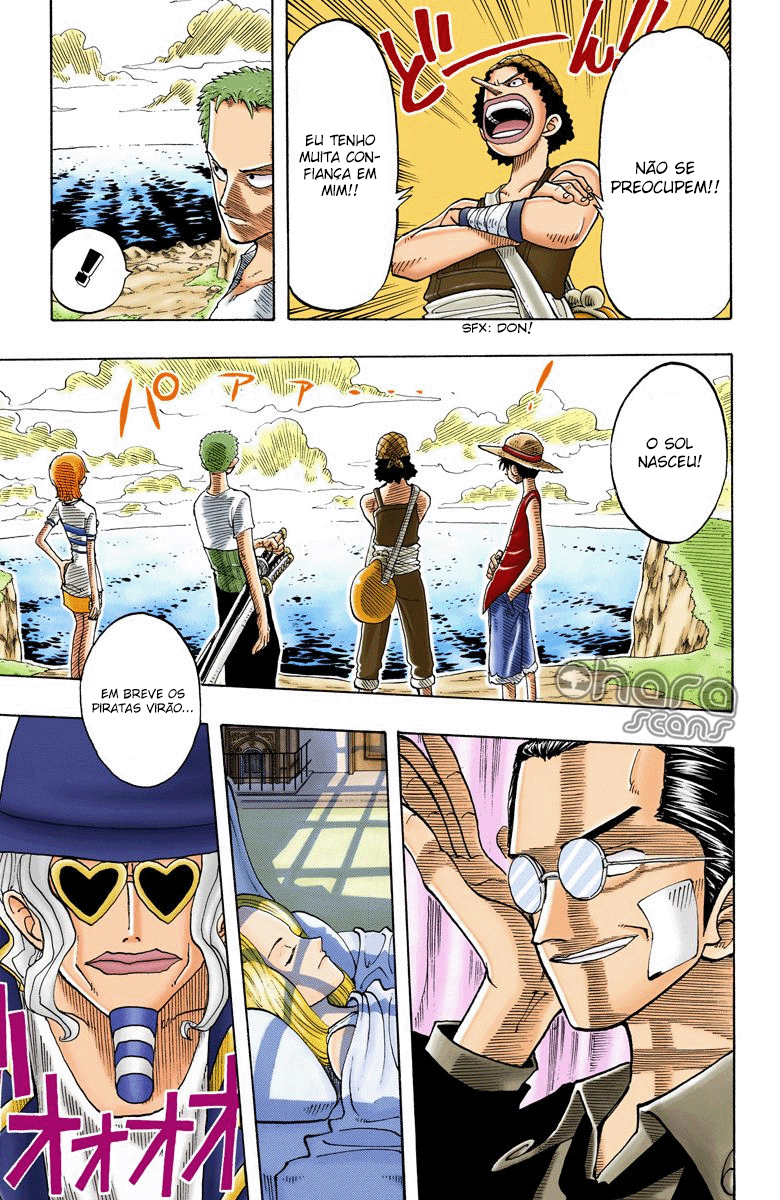 どーん!!
NÃO SE
PREOCUPEM!!
EU TENHO
MUITA CON-
FIANÇA EM
MIM!!
SFX: DON!
!
パァァ...!
O SOL
NASCEU!
EM BREVE OS
PIRATAS VIRÃO...
ohara
scans
オォオオ